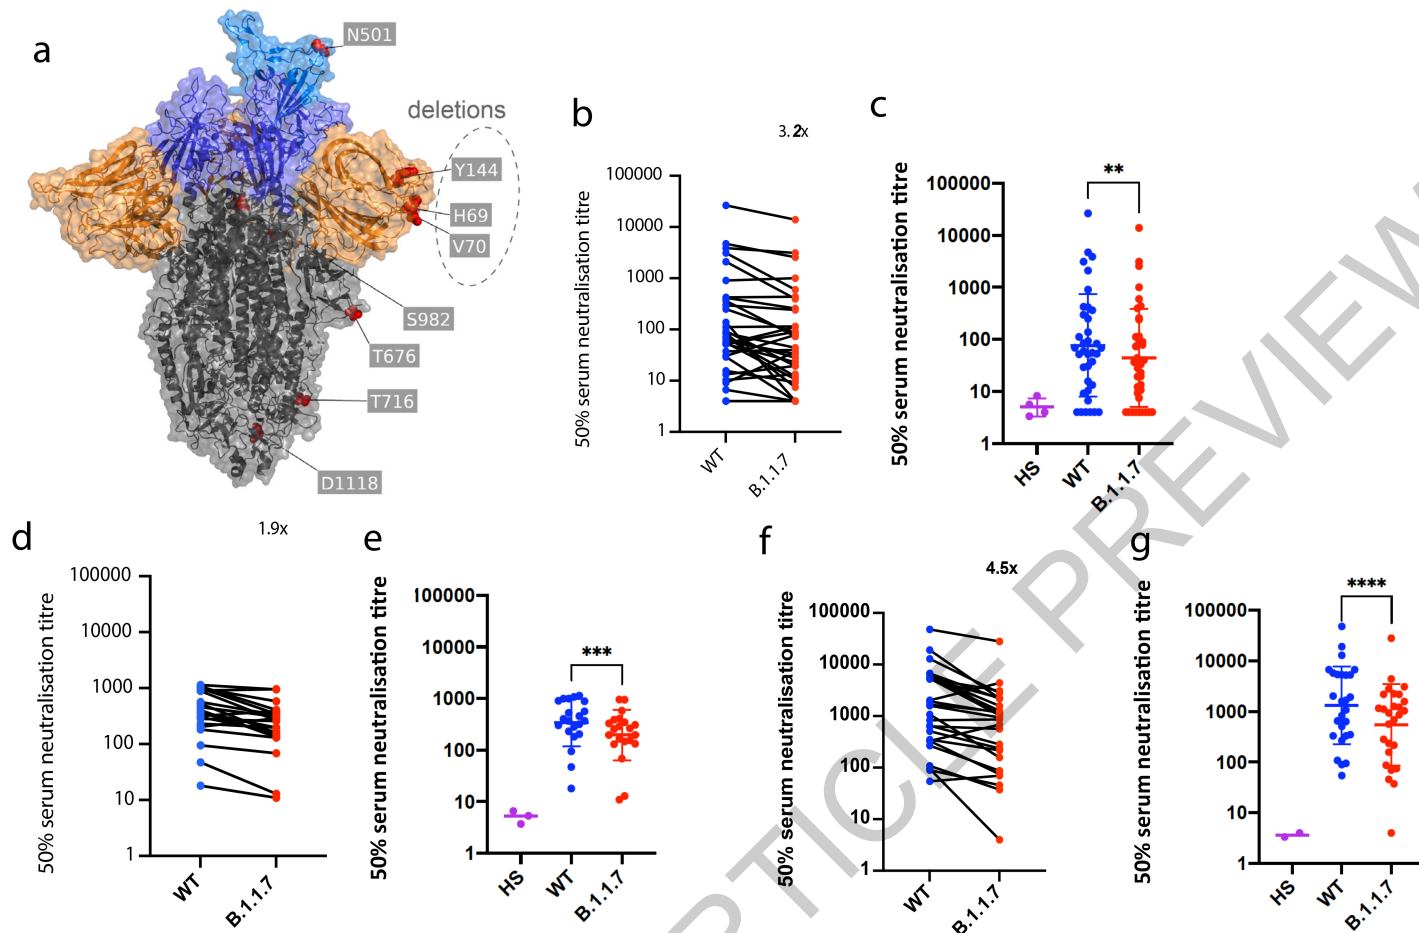 a
N501
deletions
Y144
H69
V70
S982
T676
T716
D1118
b
3.2x
50% serum neutralisation titre
100000
10000
1000
100
10
1
WT
B.1.1.7
c
**
50% serum neutralisation titre
100000
10000
1000
100
10
1
HS
WT
B.1.1.7
d
1.9x
50% serum neutralisation titre
100000
10000
1000
100
10
1
WT
B.1.1.7
e
***
50% serum neutralisation titre
100000
10000
1000
100
10
1
HS
WT
B.1.1.7
f
4.5x
50% serum neutralisation titre
100000
10000
1000
100
10
1
WT
B.1.1.7
g
****
50% serum neutralisation titre
100000
10000
1000
100
10
1
HS
WT
B.1.1.7
RTICLE PREVIEW